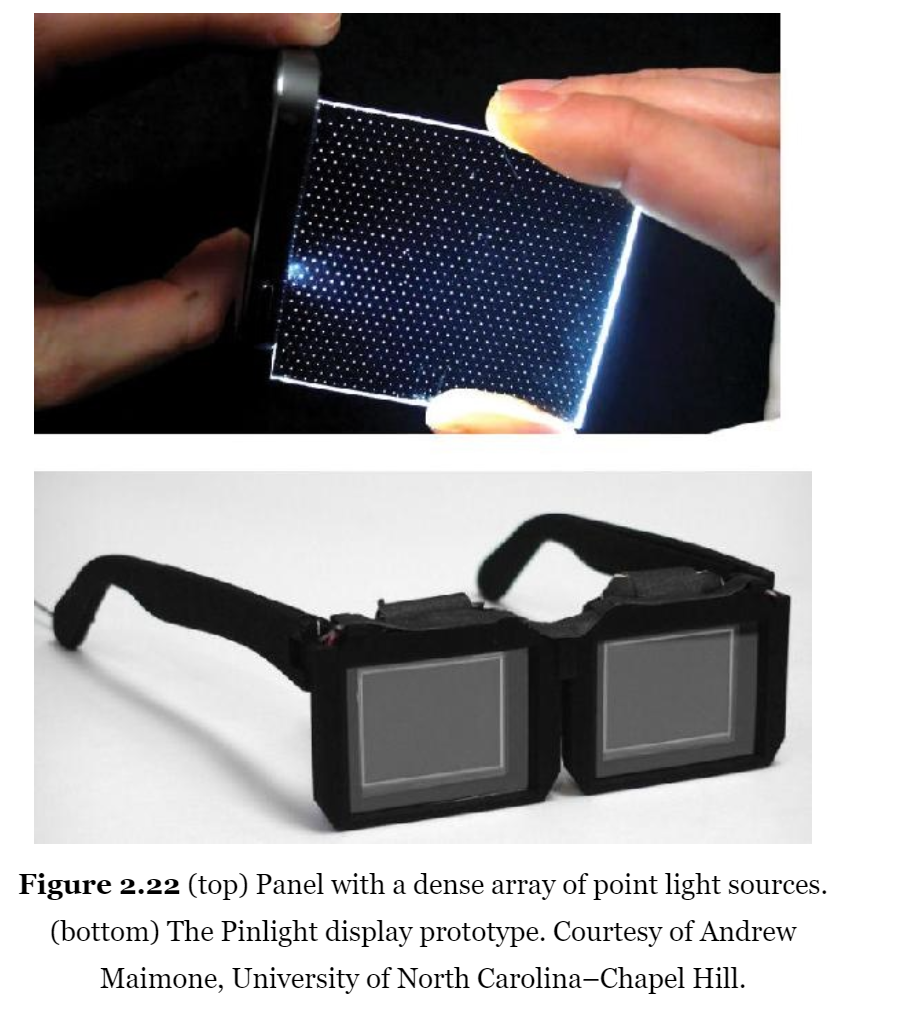 Figure 2.22 (top) Panel with a dense array of point light sources.
(bottom) The Pinlight display prototype. Courtesy of Andrew
Maimone, University of North Carolina–Chapel Hill.